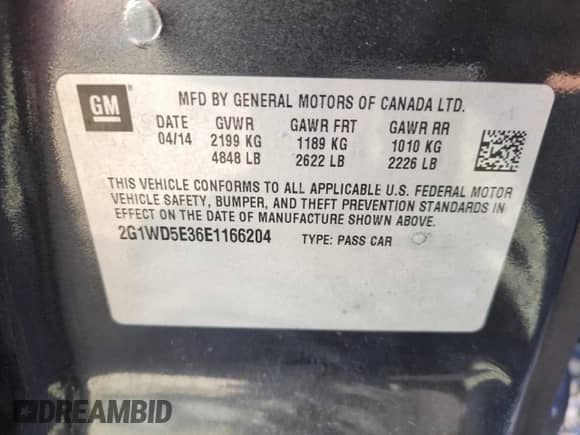 GM
MFD BY GENERAL MOTORS OF CANADA LTD.
DATE GVWR GAWR FRT GAWR RR
04/14 2199 KG 1189 KG 1010 KG
4848 LB 2622 LB 2226 LB
THIS VEHICLE CONFORMS TO ALL APPLICABLE U.S. FEDERAL MOTOR
VEHICLE SAFETY, BUMPER, AND THEFT PREVENTION STANDARDS IN
EFFECT ON THE DATE OF MANUFACTURE SHOWN ABOVE.
2G1WD5E36E1166204 TYPE: PASS CAR
DREAMBID